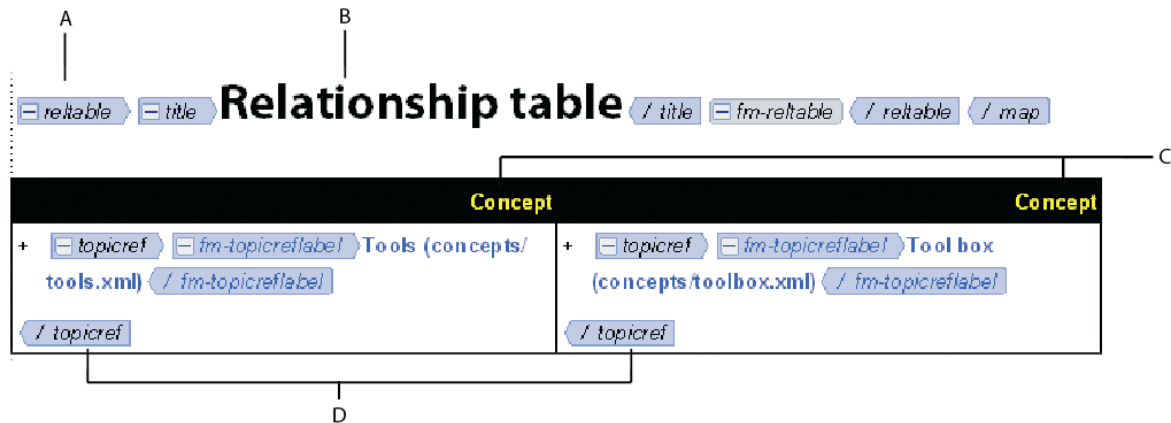 A B
reltable title Relationship table / title fm-reltable / reltable / map
C
Concept Concept
+ topicref fm-topicreflabel Tools (concepts/
tools.xml) / fm-topicreflabel
/ topicref
+ topicref fm-topicreflabel Tool box
(concepts/toolbox.xml) / fm-topicreflabel
/ topicref
D